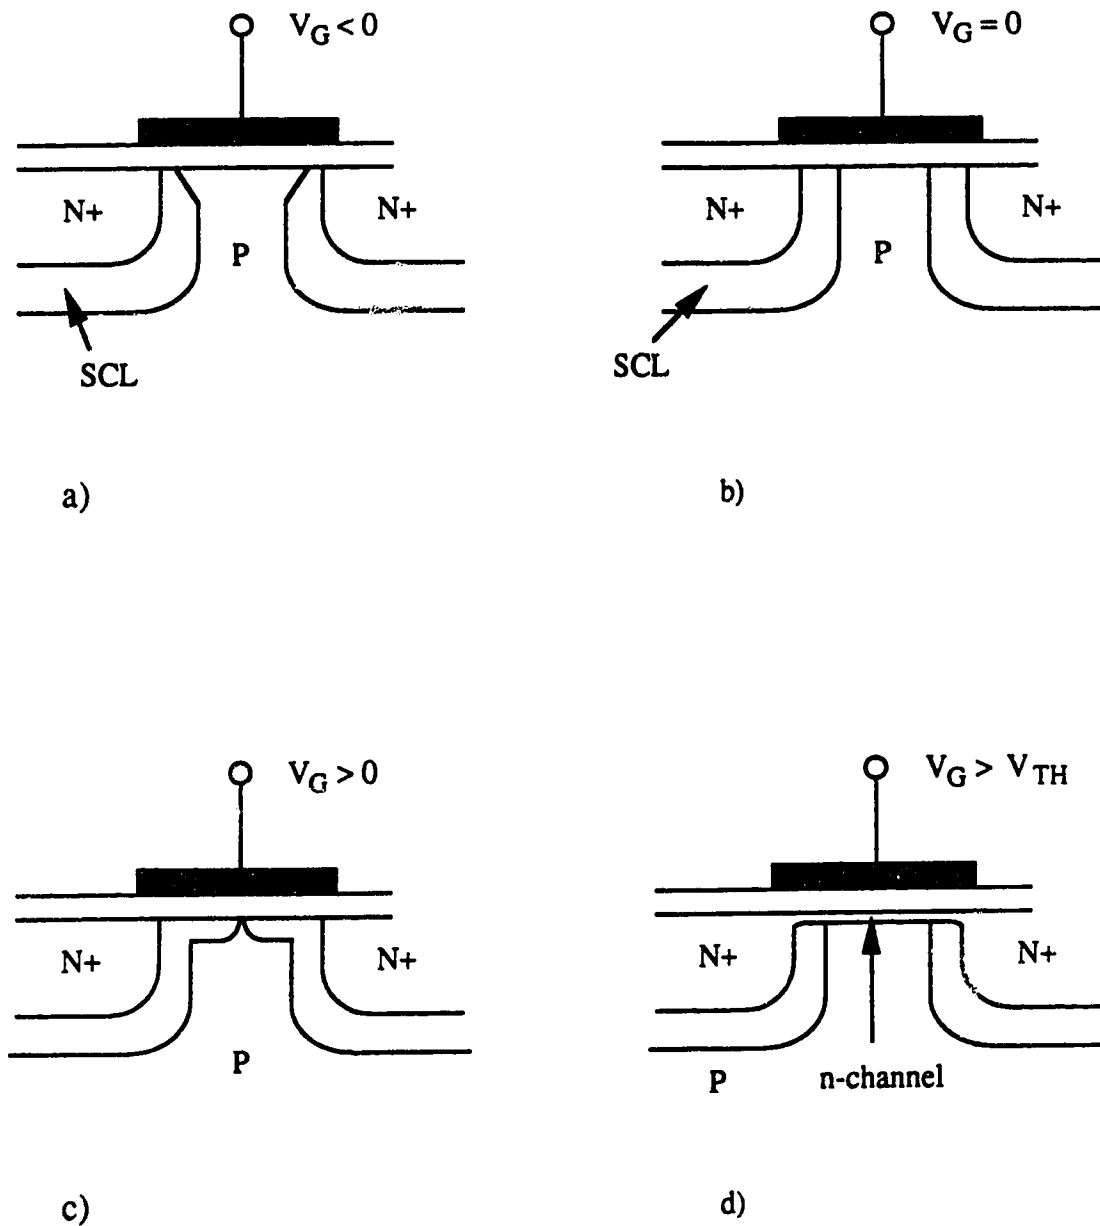 V_G < 0
N+
N+
P
SCL
a)
V_G = 0
N+
N+
P
SCL
b)
V_G > 0
N+
N+
P
c)
V_G > V_TH
N+
N+
P
n-channel
d)